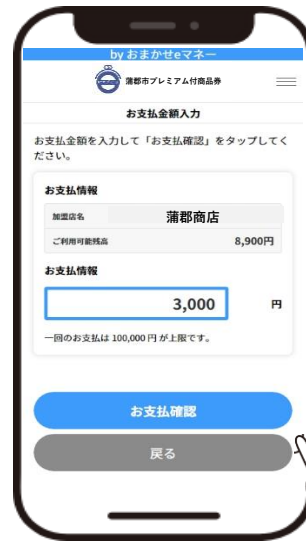 by おまかせeマネー
蒲郡市プレミアム付商品券
お支払金額入力
お支払金額を入力して「お支払確認」をタップしてく
ださい。
お支払情報
加盟店名 蒲郡商店
ご利用可能残高 8,900円
お支払情報
3,000 円
一回のお支払は 100,000 円 が上限です。
お支払確認
戻る